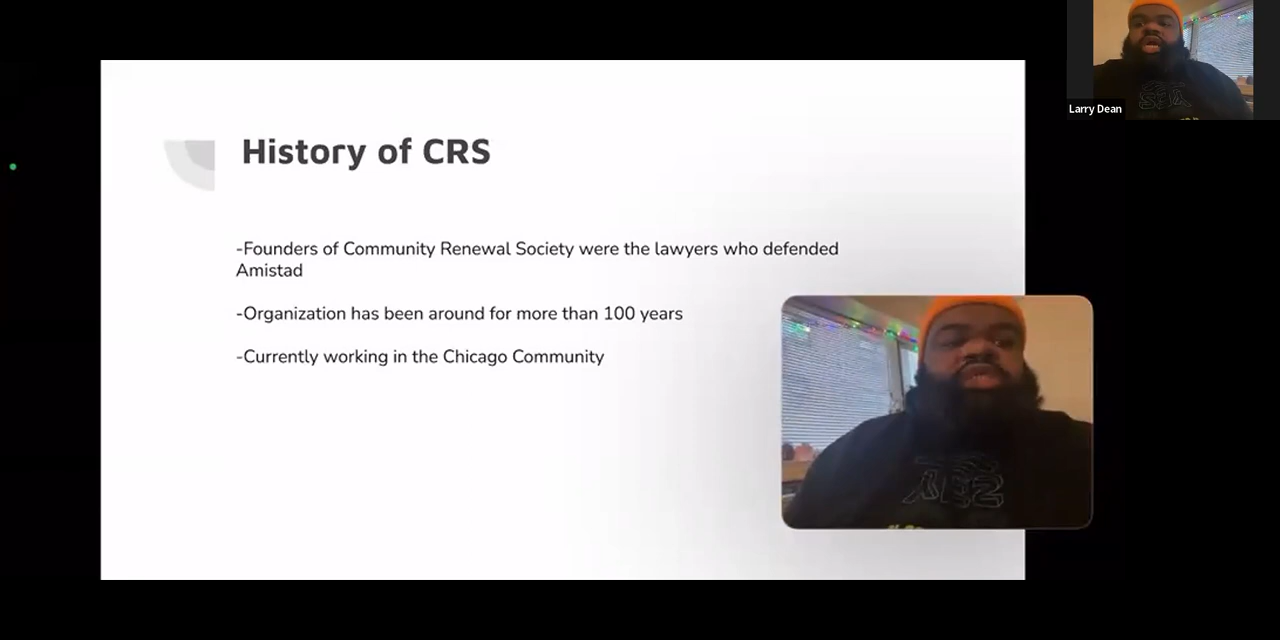 Larry Dean
History of CRS
-Founders of Community Renewal Society were the lawyers who defended
Amistad
-Organization has been around for more than 100 years
-Currently working in the Chicago Community